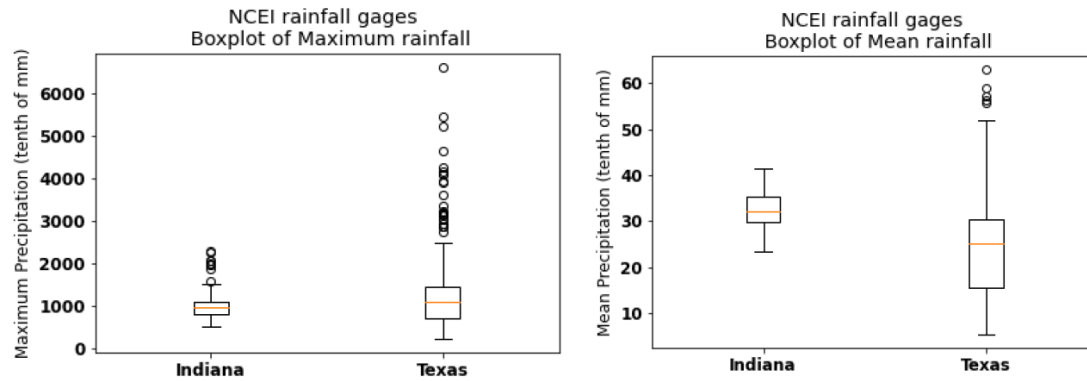 NCEI rainfall gages
Boxplot of Maximum rainfall
Maximum Precipitation (tenth of mm)
6000
5000
4000
3000
2000
1000
0
Indiana
Texas
NCEI rainfall gages
Boxplot of Mean rainfall
Mean Precipitation (tenth of mm)
60
50
40
30
20
10
Indiana
Texas